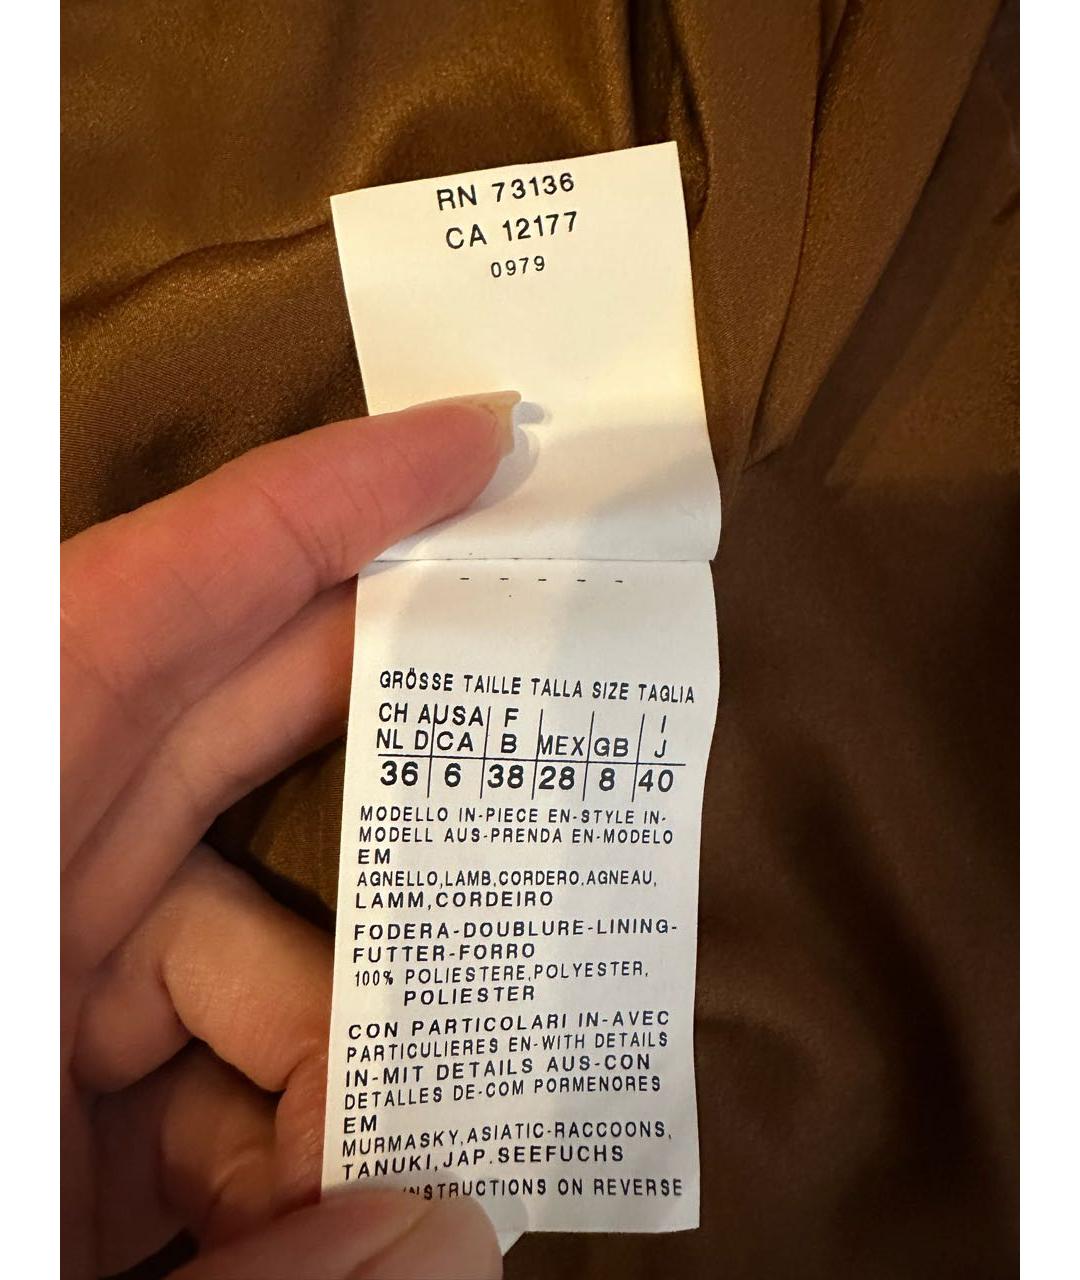 RN 73136
CA 12177
0979
GRÖSSE TAILLE TALLA SIZE TAGLIA
CH A USA F I
NL D CA B MEX GB J
36 6 38 28 8 40
MODELLO IN-PIECE EN-STYLE IN-
MODELL AUS-PRENDA EN-MODELO
EM
AGNELLO,LAMB,CORDERO,AGNEAU,
LAMM,CORDEIRO
FODERA-DOUBLURE-LINING-
FUTTER-FORRO
100% POLIESTERE,POLYESTER,
POLIESTER
CON PARTICOLARI IN-AVEC
PARTICULIERES EN-WITH DETAILS
IN-MIT DETAILS AUS-CON
DETALLES DE-COM PORMENORES
EM
MURMASKY,ASIATIC-RACCOONS,
TANUKI,JAP.SEEFUCHS
INSTRUCTIONS ON REVERSE